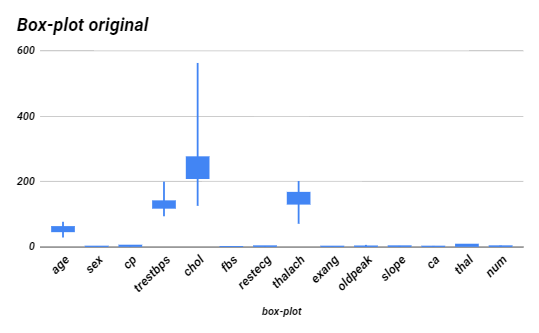 Box-plot original
600
400
200
0
age
sex
cp
trestbps
chol
fbs
restecg
thalach
exang
oldpeak
slope
ca
thal
num
box-plot